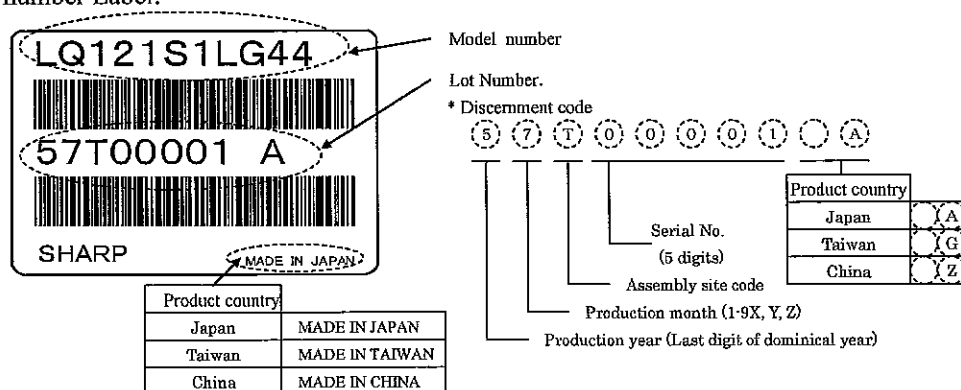 number Label.
LQ121S1LG44
57T00001 A
SHARP
MADE IN JAPAN
Product country
Japan MADE IN JAPAN
Taiwan MADE IN TAIWAN
China MADE IN CHINA
Model number
Lot Number.
* Discernment code
5 7 T 0 0 0 0 1 A
Product country
Japan A
Taiwan G
China Z
Serial No.
(5 digits)
Assembly site code
Production month (1-9X, Y, Z)
Production year (Last digit of dominical year)